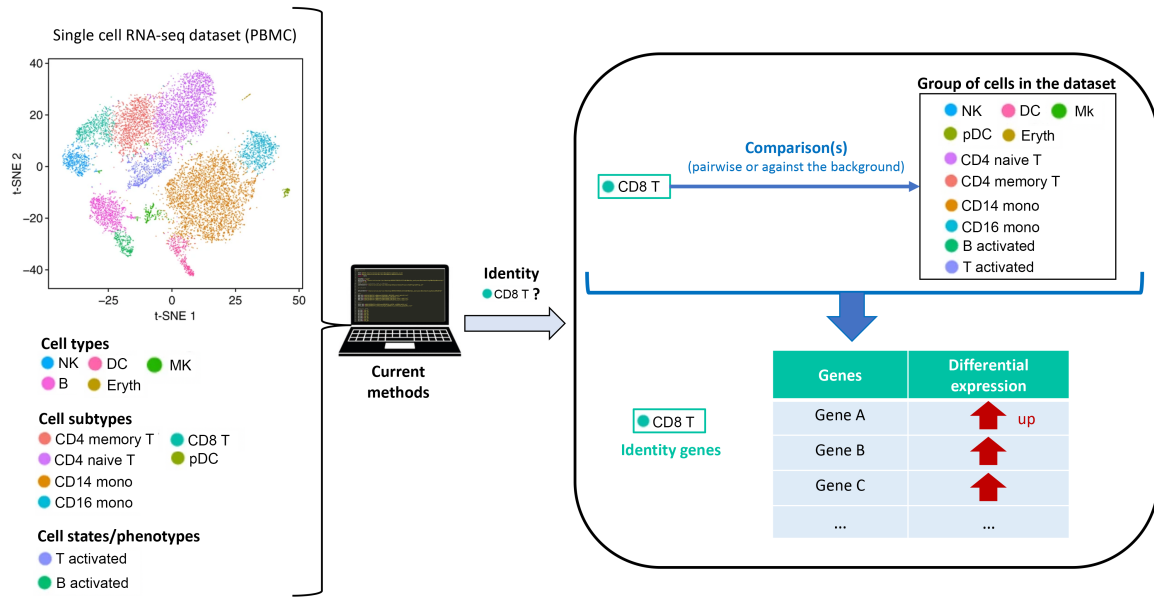 Single cell RNA-seq dataset (PBMC)
40
20
0
−20
−40
t-SNE 2
−25
0
25
50
t-SNE 1
Cell types
NK
DC
MK
B
Eryth
Cell subtypes
CD4 memory T
CD8 T
CD4 naive T
pDC
CD14 mono
CD16 mono
Cell states/phenotypes
T activated
B activated
Current
methods
Identity
CD8 T ?
Group of cells in the dataset
NK
DC
Mk
pDC
Eryth
CD4 naive T
CD4 memory T
CD14 mono
CD16 mono
B activated
T activated
Comparison(s)
(pairwise or against the background)
CD8 T
CD8 T
Identity genes
Genes
Differential
expression
Gene A
up
Gene B
Gene C
...
...